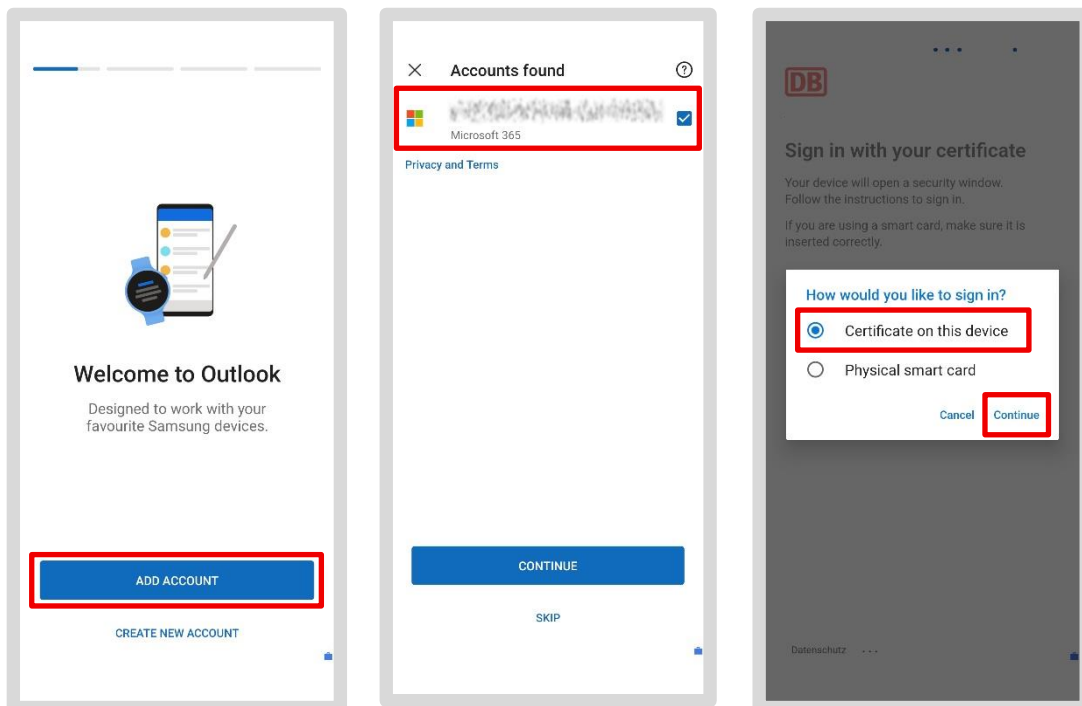 Welcome to Outlook
Designed to work with your
favourite Samsung devices.
ADD ACCOUNT
CREATE NEW ACCOUNT
Accounts found
Microsoft 365
Privacy and Terms
CONTINUE
SKIP
DB
Sign in with your certificate
Your device will open a security window.
Follow the instructions to sign in.
If you are using a smart card, make sure it is
inserted correctly.
How would you like to sign in?
Certificate on this device
Physical smart card
Cancel Continue
Datenschutz ...